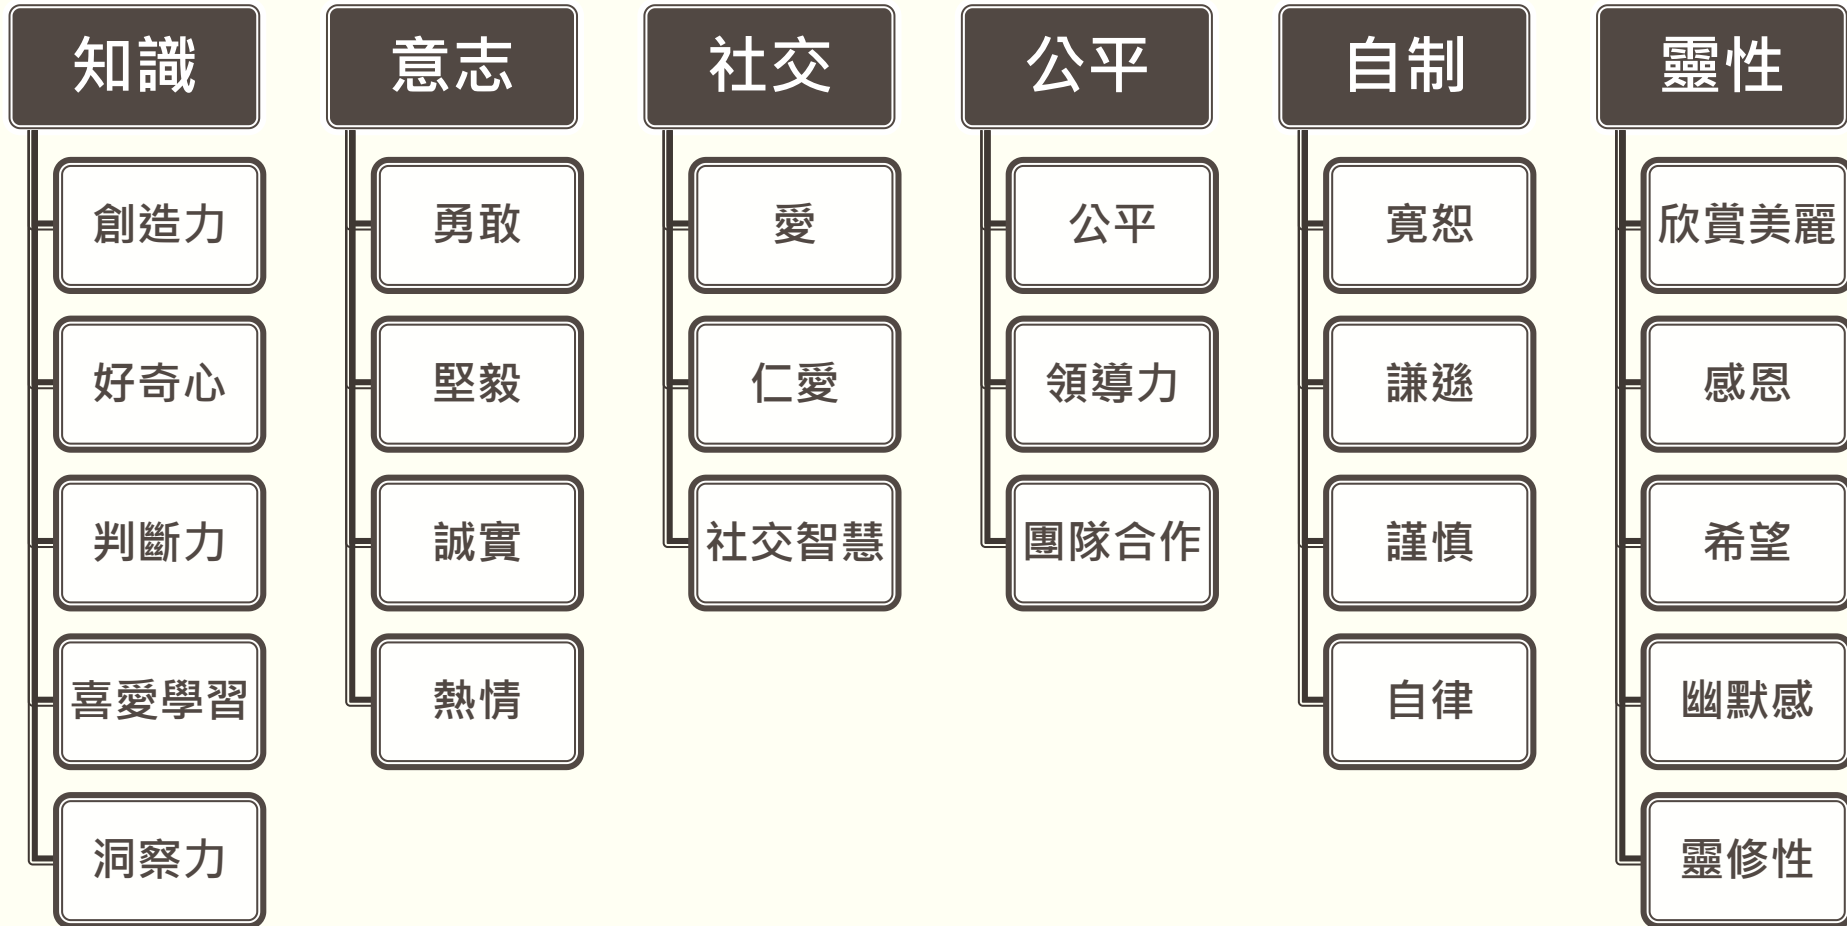 知識
創造力
好奇心
判斷力
喜愛學習
洞察力
意志
勇敢
堅毅
誠實
熱情
社交
愛
仁愛
社交智慧
公平
公平
領導力
團隊合作
自制
寬恕
謙遜
謹慎
自律
靈性
欣賞美麗
感恩
希望
幽默感
靈修性